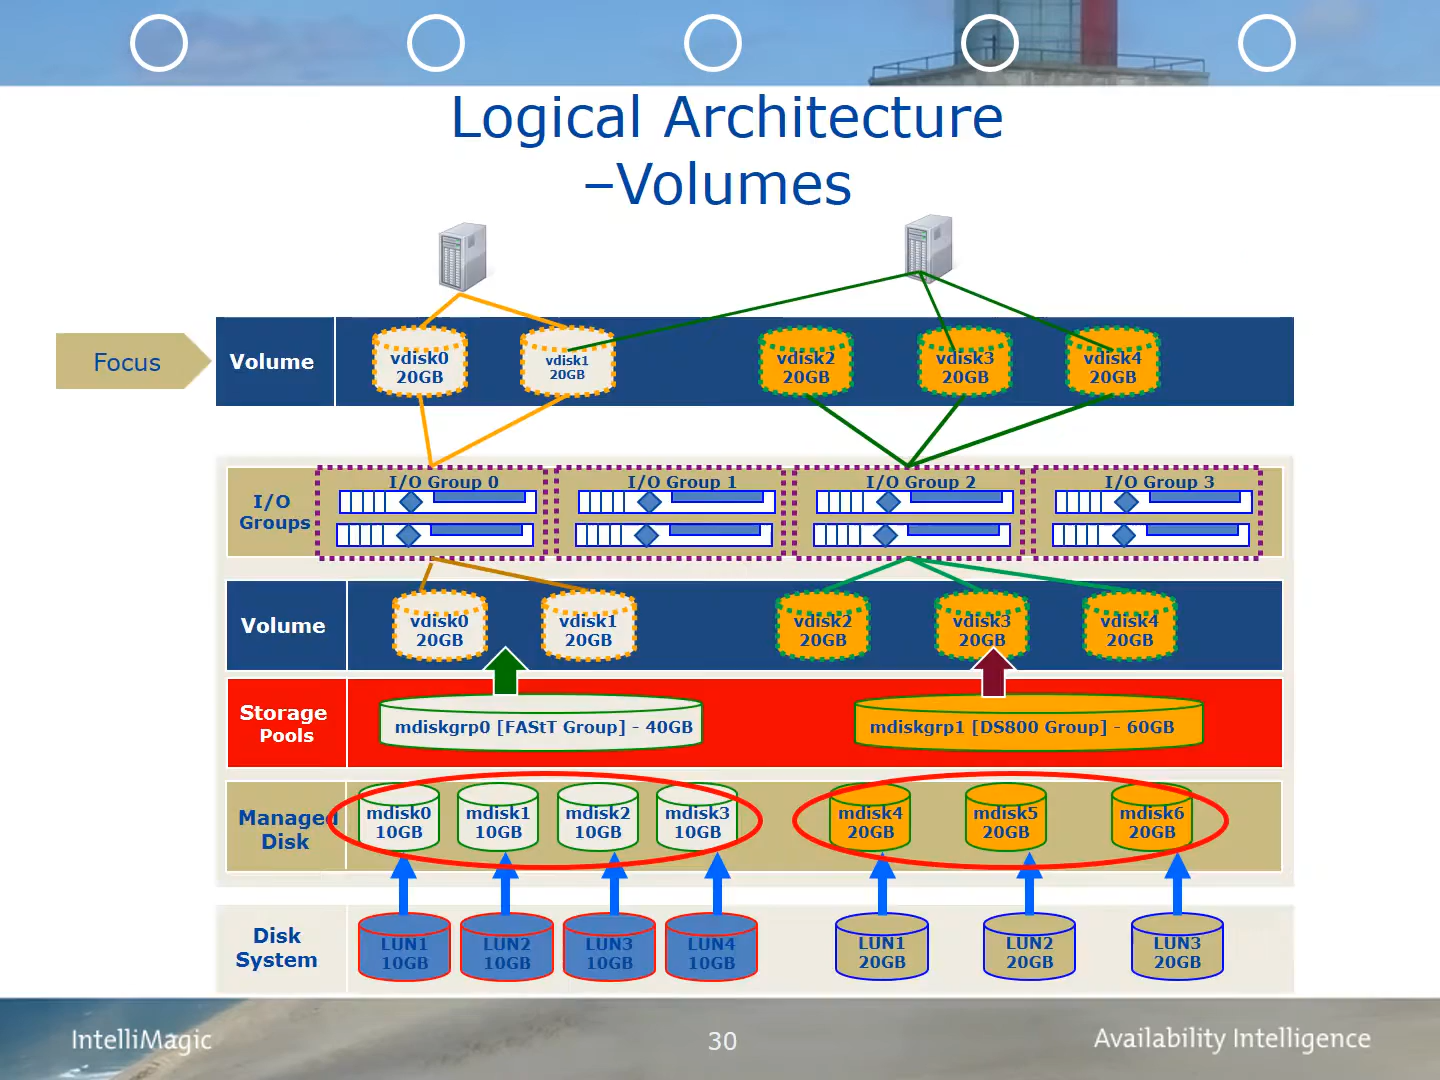 Logical Architecture
–Volumes
Focus
Volume
vdisk0
20GB
vdisk1
20GB
vdisk2
20GB
vdisk3
20GB
vdisk4
20GB
I/O
Groups
I/O Group 0
I/O Group 1
I/O Group 2
I/O Group 3
Volume
vdisk0
20GB
vdisk1
20GB
vdisk2
20GB
vdisk3
20GB
vdisk4
20GB
Storage
Pools
mdiskgrp0 [FAStT Group] - 40GB
mdiskgrp1 [DS800 Group] - 60GB
Managed
Disk
mdisk0
10GB
mdisk1
10GB
mdisk2
10GB
mdisk3
10GB
mdisk4
20GB
mdisk5
20GB
mdisk6
20GB
Disk
System
LUN1
10GB
LUN2
10GB
LUN3
10GB
LUN4
10GB
LUN1
20GB
LUN2
20GB
LUN3
20GB
IntelliMagic
30
Availability Intelligence